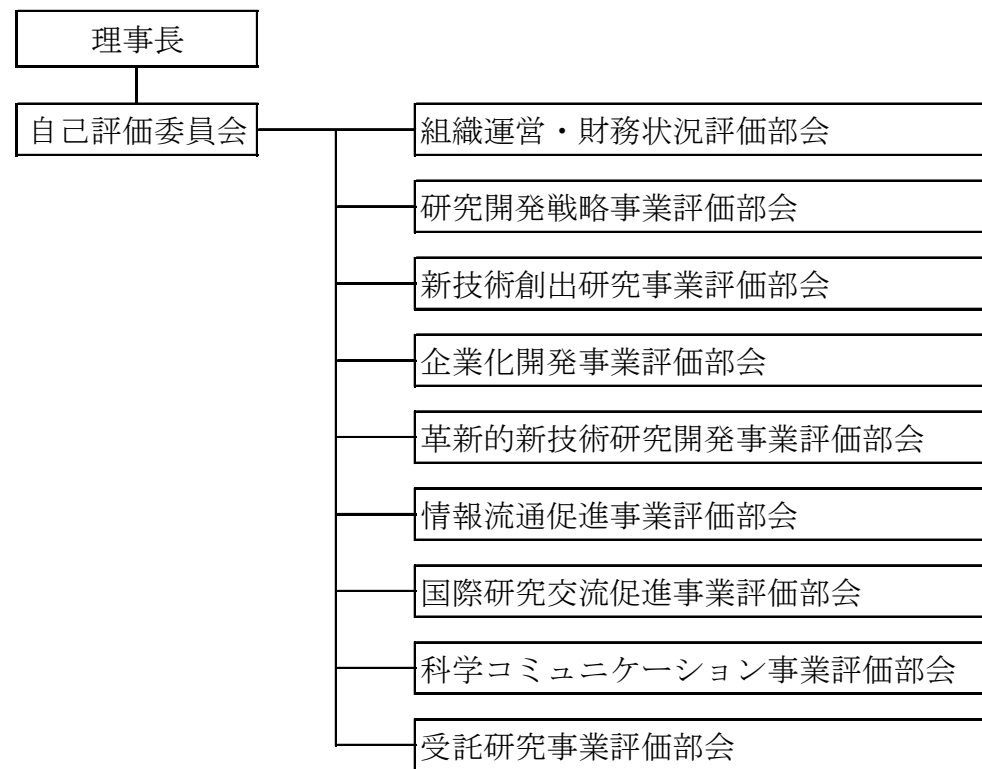 理事長
自己評価委員会
組織運営・財務状況評価部会
研究開発戦略事業評価部会
新技術創出研究事業評価部会
企業化開発事業評価部会
革新的新技術研究開発事業評価部会
情報流通促進事業評価部会
国際研究交流促進事業評価部会
科学コミュニケーション事業評価部会
受託研究事業評価部会